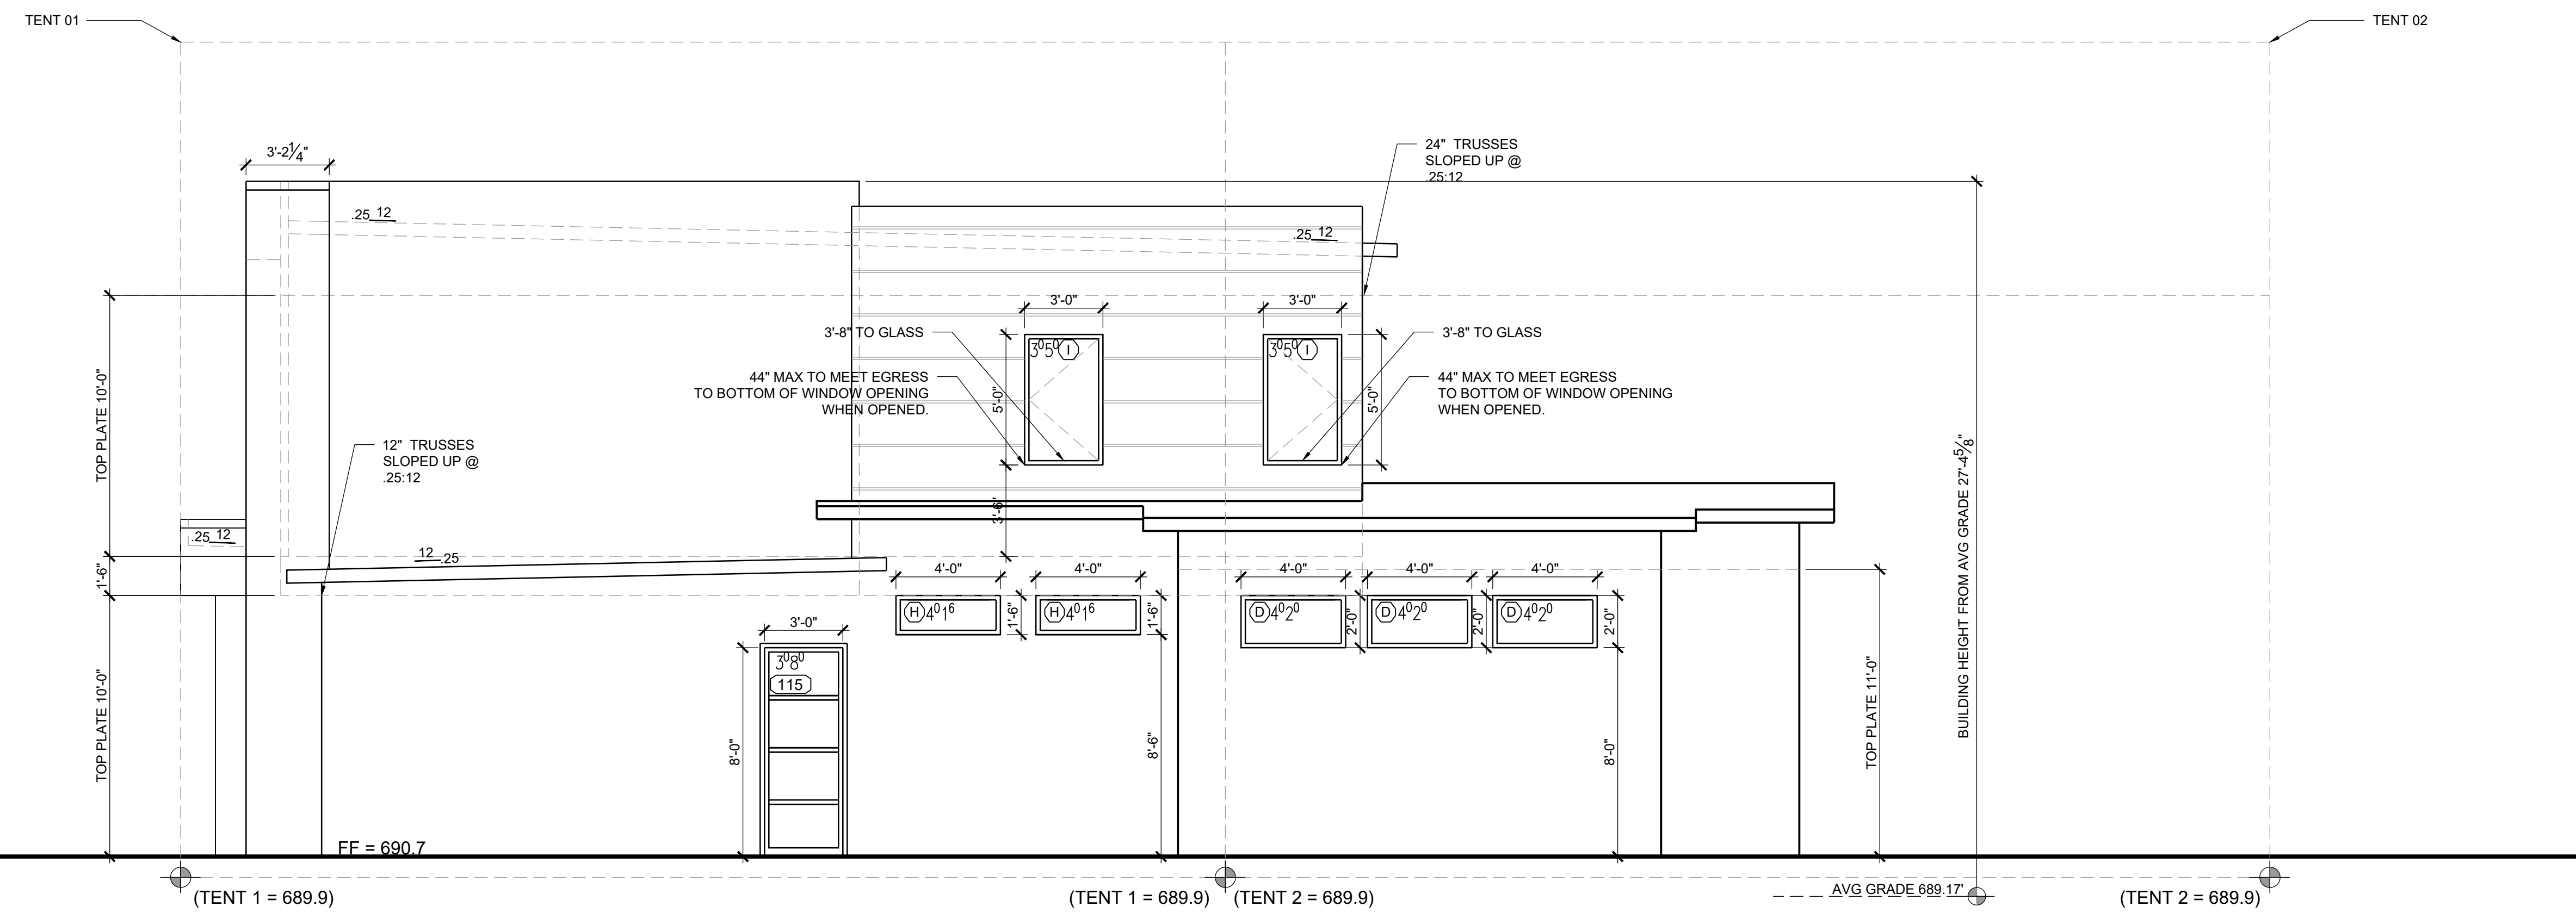 TENT 01
TENT 02
3'-2 1/4"
24" TRUSSES
SLOPED UP @
.25:12
.25 12
.25 12
3'-0"
3'-0"
3'-8" TO GLASS
3'-8" TO GLASS
3⁰5⁰ I
3⁰5⁰ I
44" MAX TO MEET EGRESS
TO BOTTOM OF WINDOW OPENING
WHEN OPENED.
44" MAX TO MEET EGRESS
TO BOTTOM OF WINDOW OPENING
WHEN OPENED.
5'-0"
5'-0"
TOP PLATE 10'-0"
12" TRUSSES
SLOPED UP @
.25:12
3'-6"
BUILDING HEIGHT FROM AVG GRADE 27'-4 5/8"
.25 12
12 .25
1'-6"
4'-0"
4'-0"
4'-0"
4'-0"
4'-0"
H 4⁰1⁶
1'-6"
H 4⁰1⁶
1'-6"
D 4⁰2⁰
2'-0"
D 4⁰2⁰
2'-0"
D 4⁰2⁰
2'-0"
3'-0"
3⁰8⁰
115
TOP PLATE 10'-0"
8'-0"
8'-6"
8'-0"
TOP PLATE 11'-0"
FF = 690.7
AVG GRADE 689.17'
(TENT 1 = 689.9)
(TENT 1 = 689.9)
(TENT 2 = 689.9)
(TENT 2 = 689.9)